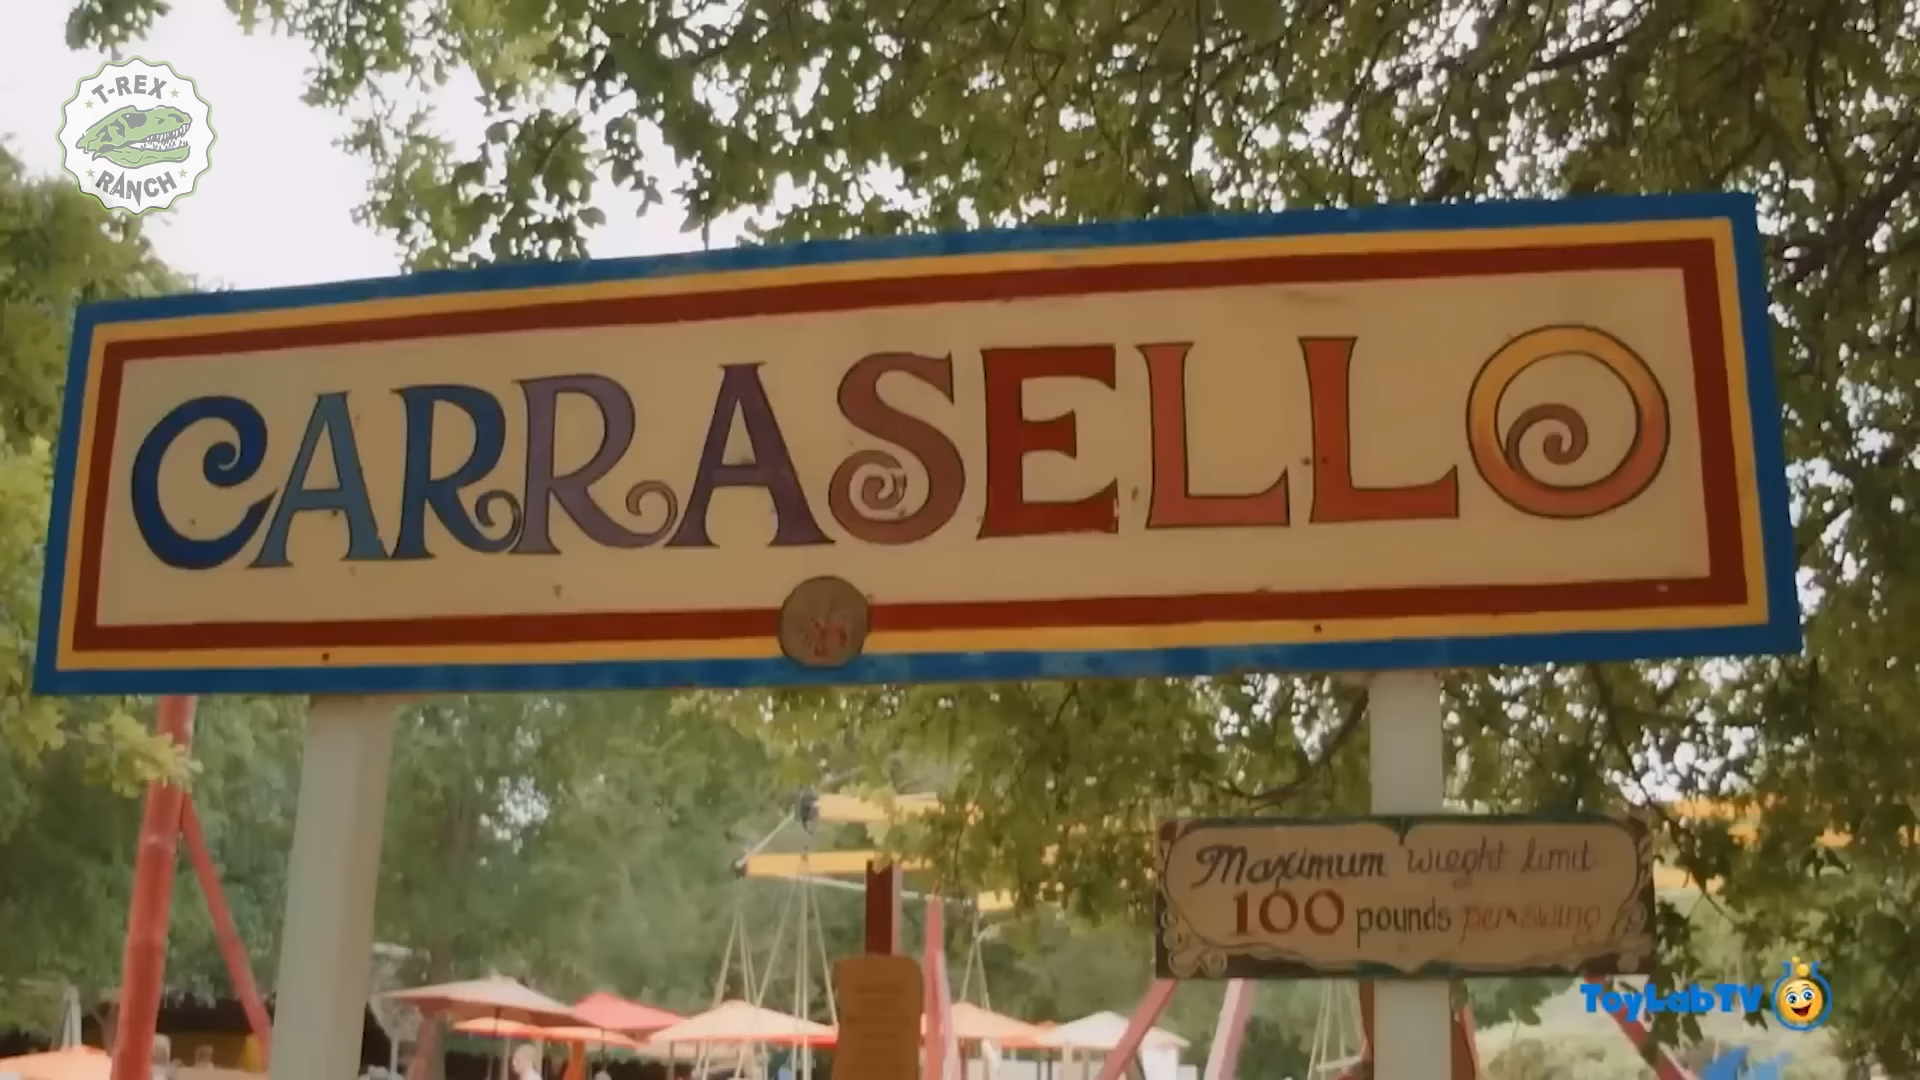 T-REX
RANCH
CARRASELLO
Maximum wieght limit
100 pounds per swing
ToyLabTV